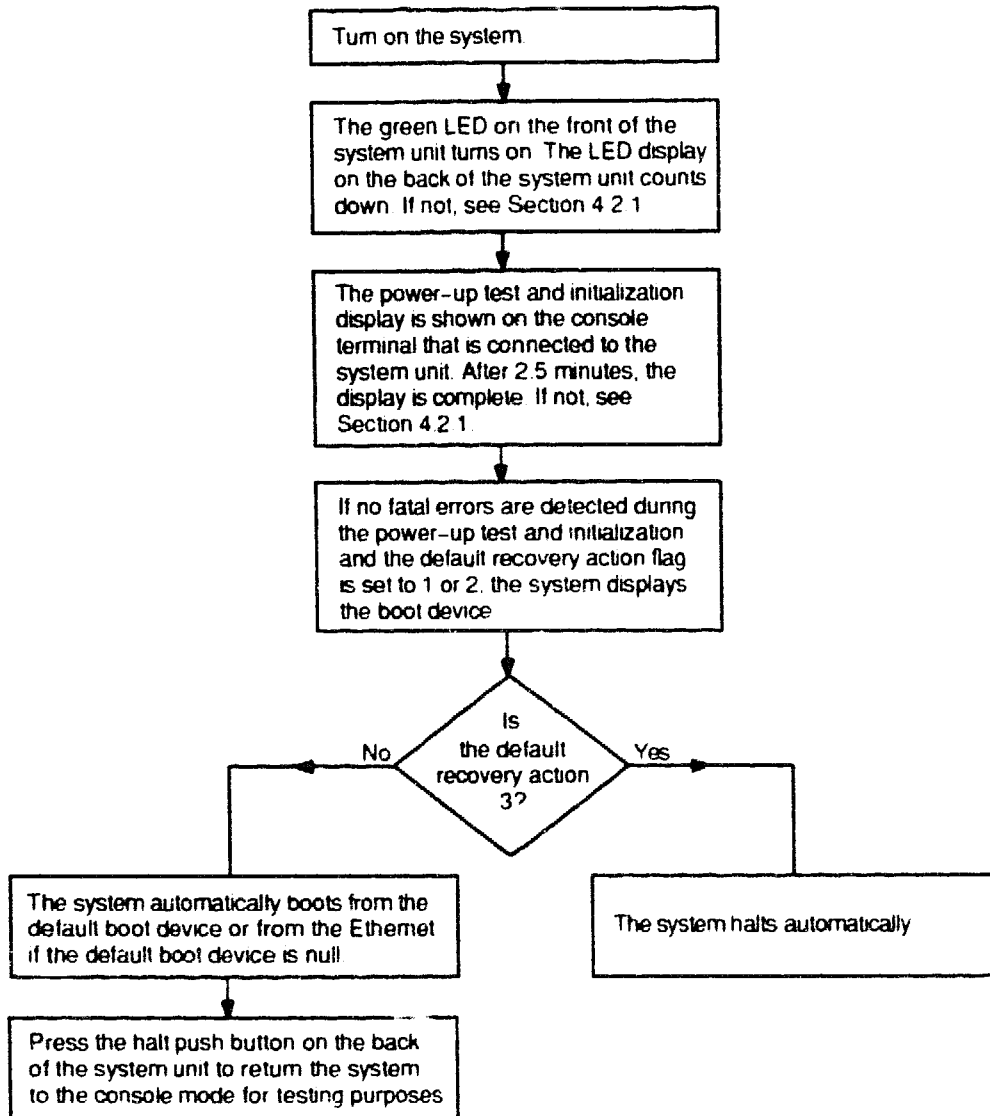 Turn on the system.
The green LED on the front of the
system unit turns on. The LED display
on the back of the system unit counts
down. If not, see Section 4.2.1
The power-up test and initialization
display is shown on the console
terminal that is connected to the
system unit. After 2.5 minutes, the
display is complete. If not, see
Section 4.2.1.
If no fatal errors are detected during
the power-up test and initialization
and the default recovery action flag
is set to 1 or 2, the system displays
the boot device
Is
the default
recovery action
3?
No
Yes
The system automatically boots from the
default boot device or from the Ethernet
if the default boot device is null
The system halts automatically
Press the halt push button on the back
of the system unit to return the system
to the console mode for testing purposes